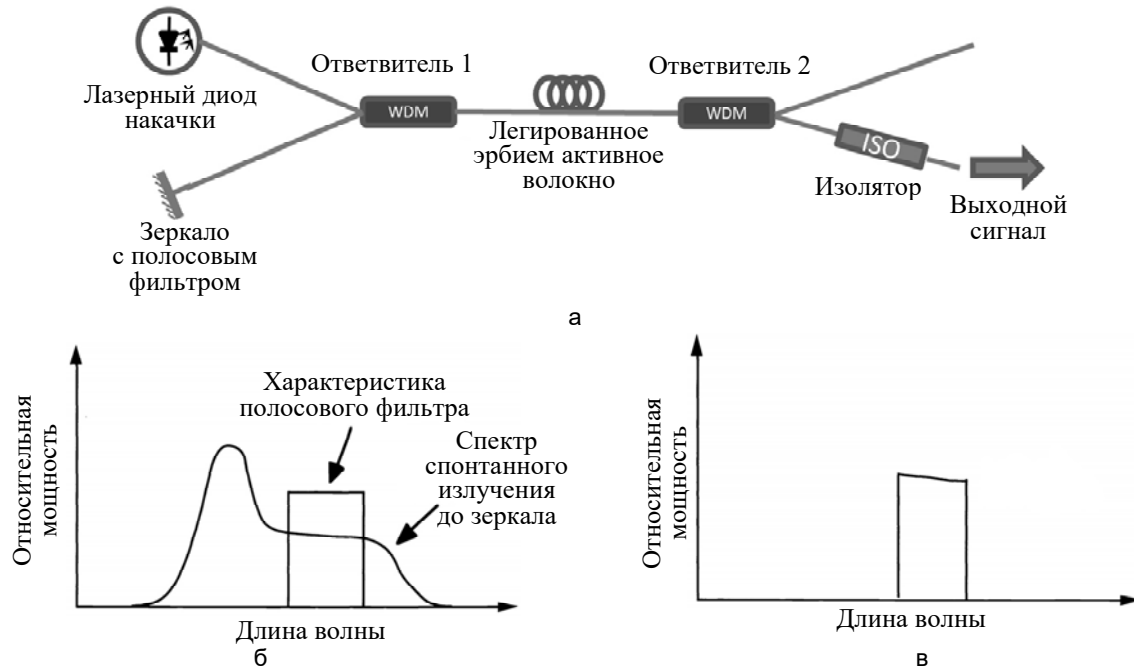 Лазерный диод
накачки
Ответвитель 1
WDM
Легированное
эрбием активное
волокно
Ответвитель 2
WDM
ISO
Изолятор
Выходной
сигнал
Зеркало
с полосовым
фильтром
а
Относительная
мощность
Характеристика
полосового фильтра
Спектр
спонтанного
излучения
до зеркала
Длина волны
б
Относительная
мощность
Длина волны
в